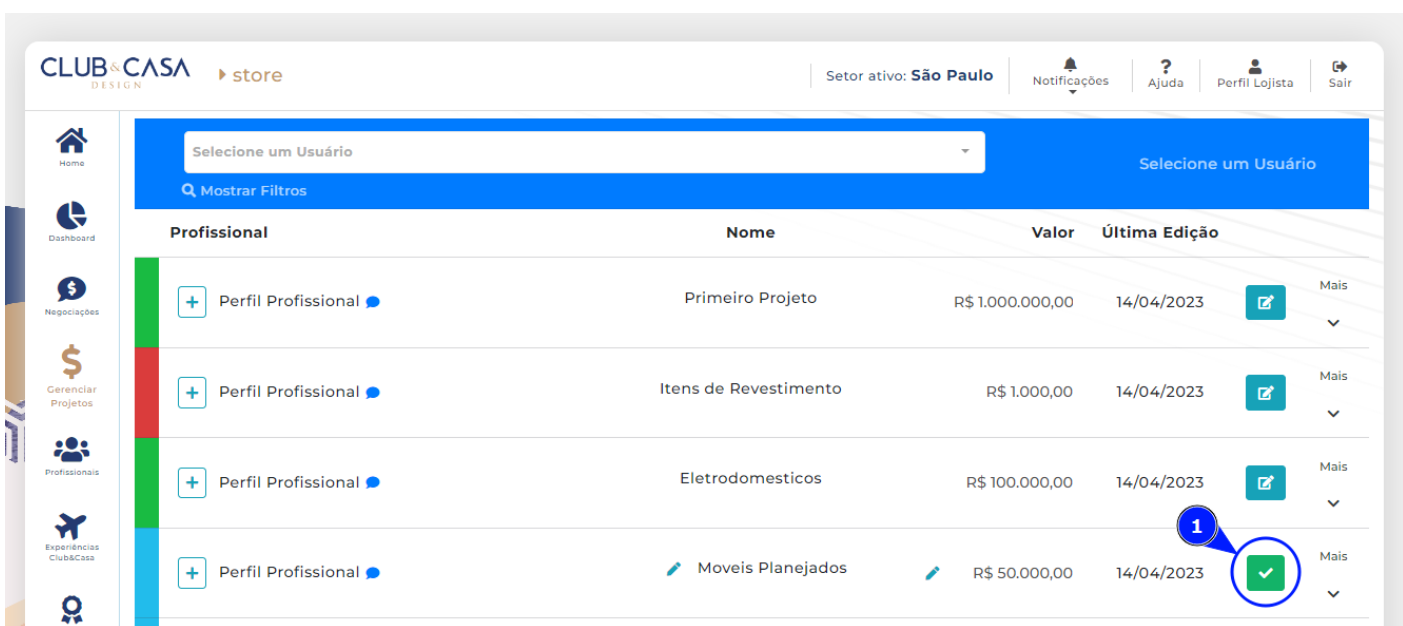 CLUB&CASA
DESIGN
store
Setor ativo: São Paulo
Notificações
Ajuda
Perfil Lojista
Sair
Home
Dashboard
Negociações
Gerenciar
Projetos
Profissionais
Experiências
Club&Casa
Selecione um Usuário
Selecione um Usuário
Mostrar Filtros
Profissional Nome Valor Última Edição
Perfil Profissional Primeiro Projeto R$ 1.000.000,00 14/04/2023 Mais
Perfil Profissional Itens de Revestimento R$ 1.000,00 14/04/2023 Mais
Perfil Profissional Eletrodomesticos R$ 100.000,00 14/04/2023 Mais
1
Perfil Profissional Moveis Planejados R$ 50.000,00 14/04/2023 Mais